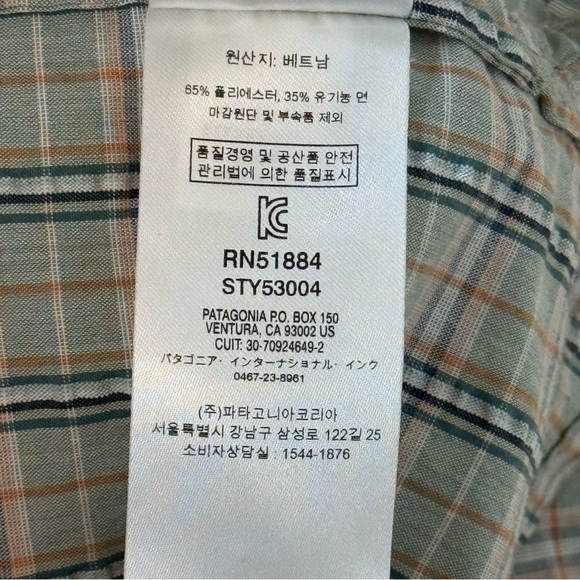 원산지: 베트남
65% 폴리에스터, 35% 유기농 면
마감원단 및 부속품 제외
품질경영 및 공산품 안전
관리법에 의한 품질표시
KC
RN51884
STY53004
PATAGONIA P.O. BOX 150
VENTURA, CA 93002 US
CUIT: 30-70924649-2
パタゴニア・インターナショナル・インク
0467-23-8961
(주)파타고니아코리아
서울특별시 강남구 삼성로 122길 25
소비자상담실 : 1544-1876